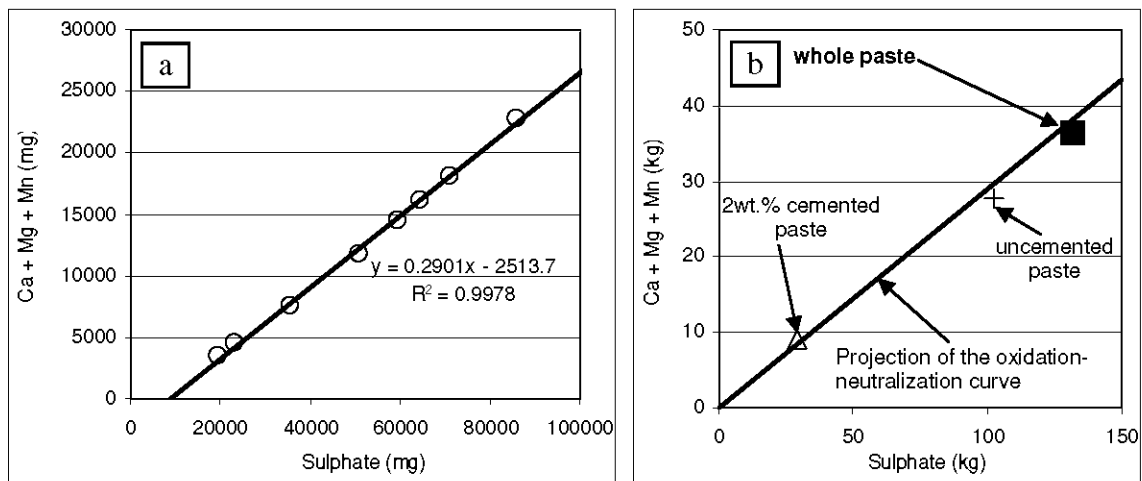 a
30000
25000
20000
15000
10000
5000
0
Ca + Mg + Mn (mg)
y = 0.2901x - 2513.7
R² = 0.9978
0 20000 40000 60000 80000 100000
Sulphate (mg)
b
50
40
30
20
10
0
Ca + Mg + Mn (kg)
whole paste
2wt.% cemented
paste
uncemented
paste
Projection of the oxidation-
neutralization curve
0 50 100 150
Sulphate (kg)